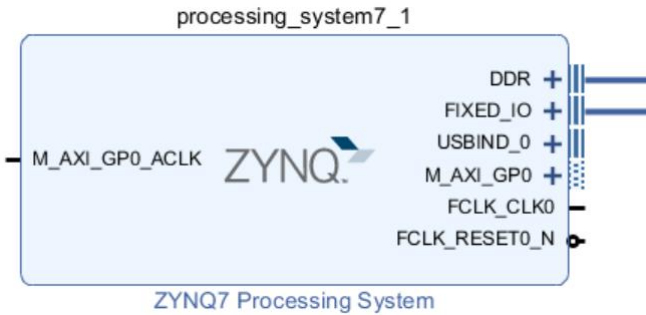 processing_system7_1
DDR
FIXED_IO
USBIND_0
M_AXI_GP0_ACLK
ZYNQ
M_AXI_GP0
FCLK_CLK0
FCLK_RESET0_N
ZYNQ7 Processing System